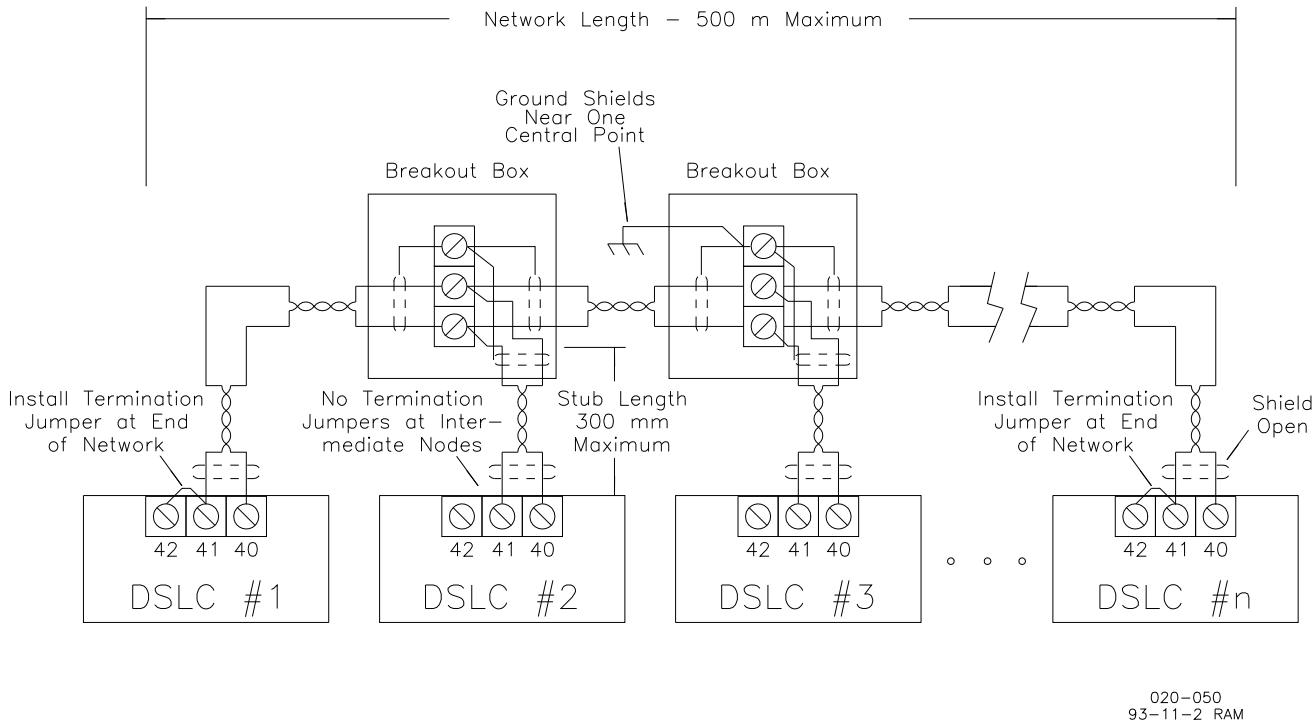 Network Length - 500 m Maximum
Ground Shields
Near One
Central Point
Breakout Box
Breakout Box
Install Termination
Jumper at End
of Network
No Termination
Jumpers at Inter-
mediate Nodes
Stub Length
300 mm
Maximum
Install Termination
Jumper at End
of Network
Shield
Open
42 41 40
DSLC #1
42 41 40
DSLC #2
42 41 40
DSLC #3
42 41 40
DSLC #n
020-050
93-11-2 RAM